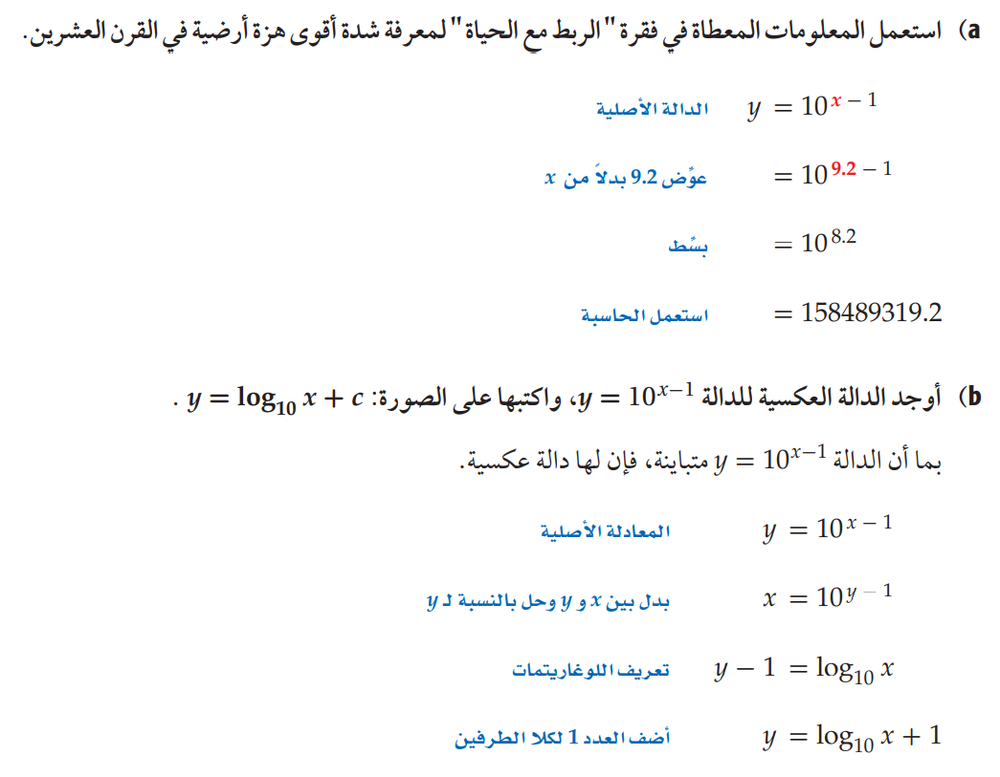 (a استعمل المعلومات المعطاة في فقرة "الربط مع الحياة" لمعرفة شدة أقوى هزة أرضية في القرن العشرين.
y = 10^{x − 1} الدالة الأصلية
= 10^{9.2 − 1} عوِّض 9.2 بدلاً من x
= 10^{8.2} بسِّط
= 158489319.2 استعمل الحاسبة
(b أوجد الدالة العكسية للدالة y = 10^{x−1}، واكتبها على الصورة: y = log_{10} x + c .
بما أن الدالة y = 10^{x−1} متباينة، فإن لها دالة عكسية.
y = 10^{x − 1} المعادلة الأصلية
x = 10^{y − 1} بدل بين x و y وحل بالنسبة لـ y
y − 1 = log_{10} x تعريف اللوغاريتمات
y = log_{10} x + 1 أضف العدد 1 لكلا الطرفين